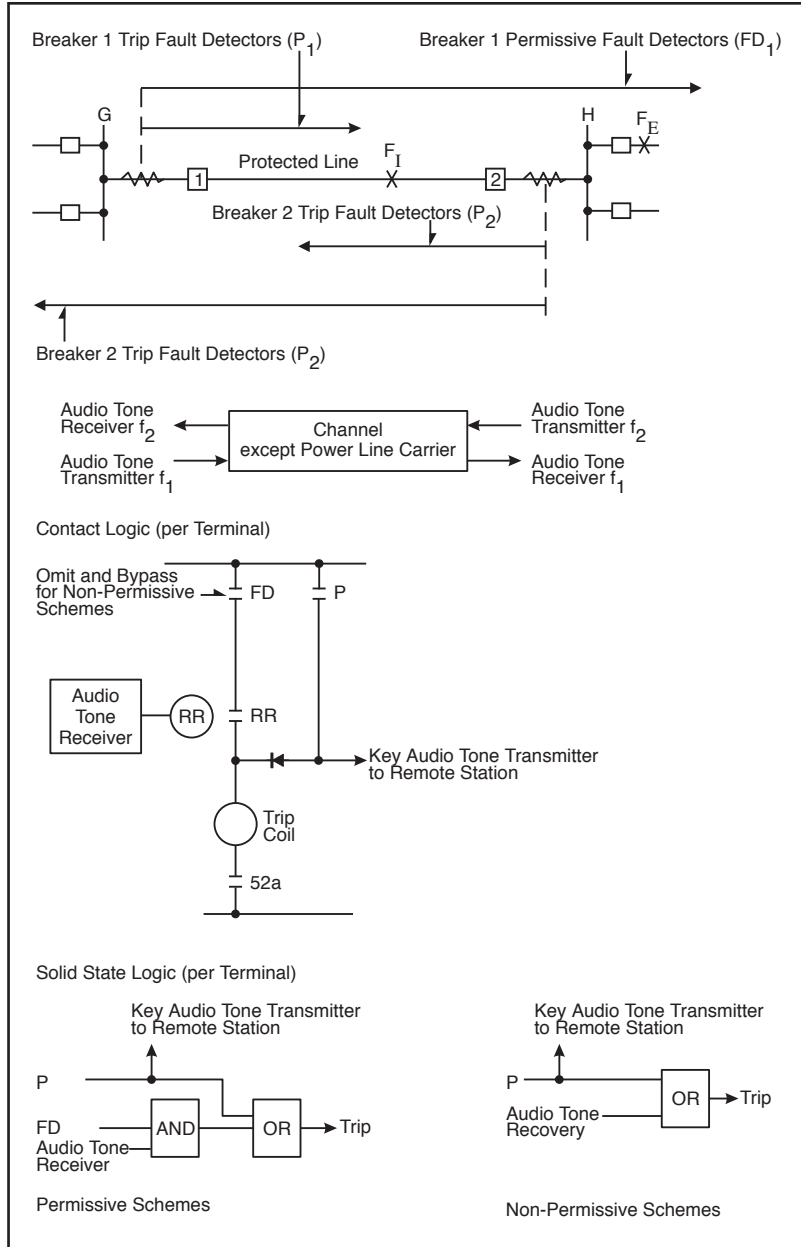 Breaker 1 Trip Fault Detectors (P1)
Breaker 1 Permissive Fault Detectors (FD1)
G
H
FE
Protected Line
FI
1
2
Breaker 2 Trip Fault Detectors (P2)
Breaker 2 Trip Fault Detectors (P2)
Audio Tone
Receiver f2
Audio Tone
Transmitter f1
Channel
except Power Line Carrier
Audio Tone
Transmitter f2
Audio Tone
Receiver f1
Contact Logic (per Terminal)
Omit and Bypass
for Non-Permissive
Schemes
FD
P
Audio
Tone
Receiver
RR
RR
Key Audio Tone Transmitter
to Remote Station
Trip
Coil
52a
Solid State Logic (per Terminal)
Key Audio Tone Transmitter
to Remote Station
P
FD
Audio Tone
Receiver
AND
OR
Trip
Permissive Schemes
Key Audio Tone Transmitter
to Remote Station
P
Audio Tone
Recovery
OR
Trip
Non-Permissive Schemes